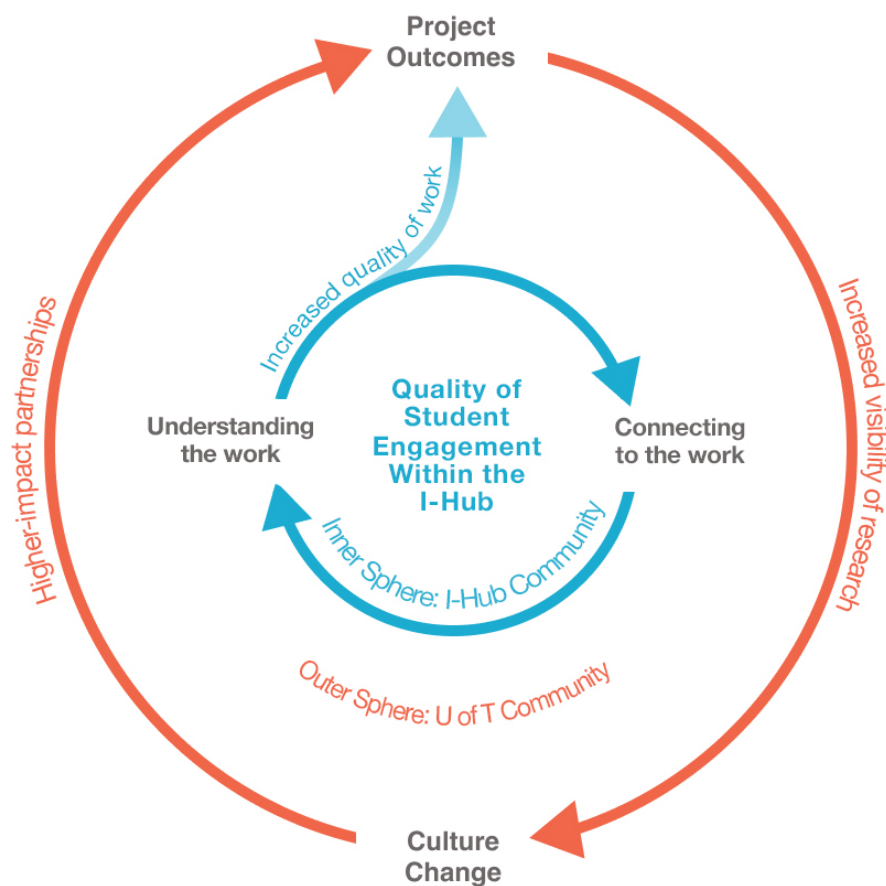 Project
Outcomes
Increased quality of work
Higher-impact partnerships
Increased visibility of research
Quality of
Student
Engagement
Within the
I-Hub
Understanding
the work
Connecting
to the work
Inner Sphere: I-Hub Community
Outer Sphere: U of T Community
Culture
Change